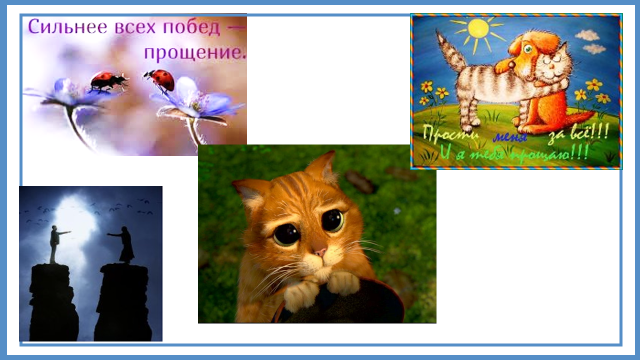 Сильнее всех побед —
прощение.
Прости меня за всё!!!
И я тебя прощаю!!!